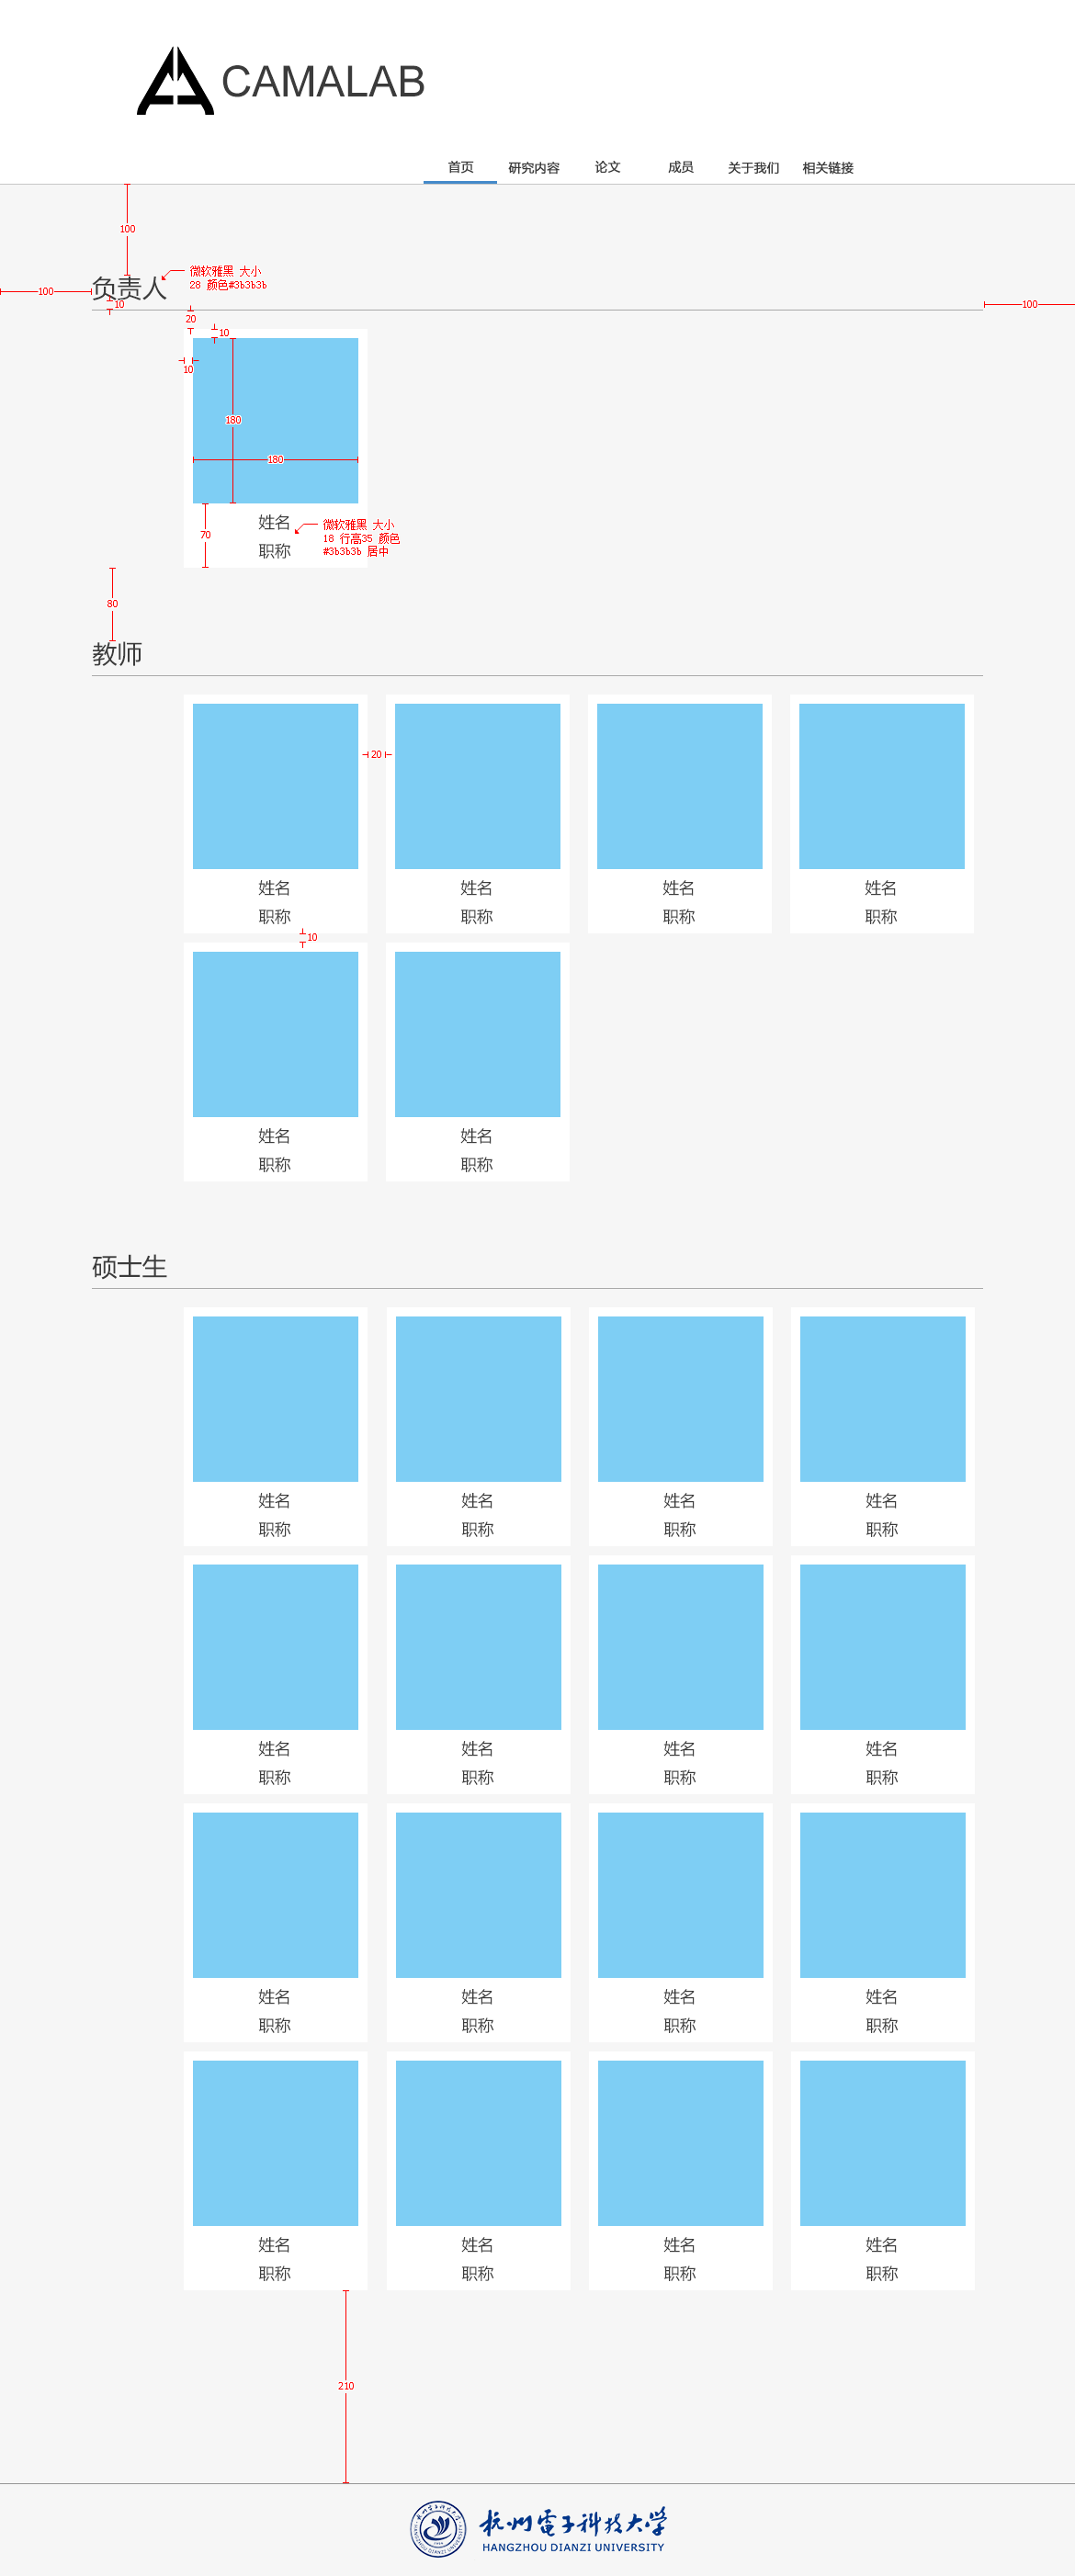 CAMALAB
首页 研究内容 论文 成员 关于我们 相关链接
100
负责人
微软雅黑 大小
28 颜色#3b3b3b
100
10
100
20
10
10
180
180
70
姓名
职称
微软雅黑 大小
18 行高35 颜色
#3b3b3b 居中
80
教师
20
姓名 姓名 姓名 姓名
职称 职称 职称 职称
10
姓名 姓名
职称 职称
硕士生
姓名 姓名 姓名 姓名
职称 职称 职称 职称
姓名 姓名 姓名 姓名
职称 职称 职称 职称
姓名 姓名 姓名 姓名
职称 职称 职称 职称
姓名 姓名 姓名 姓名
职称 职称 职称 职称
210
杭州電子科技大学
HANGZHOU DIANZI UNIVERSITY